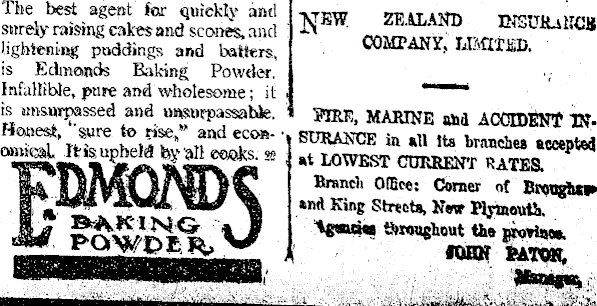 The best agent for quickly and
surely raising cakes and scones, and
lightening puddings and batters,
is Edmonds Baking Powder.
Infallible, pure and wholesome; it
is unsurpassed and unsurpassable.
Honest, "sure to rise," and econ-
omical. It is upheld by all cooks. 22
EDMONDS
BAKING
POWDER
NEW ZEALAND INSURANCE
COMPANY, LIMITED.
FIRE, MARINE and ACCIDENT IN-
SURANCE in all its branches accepted
at LOWEST CURRENT RATES.
Branch Office: Corner of Brougham
and King Streets, New Plymouth.
Agencies throughout the province.
JOHN PATON,
Manager,